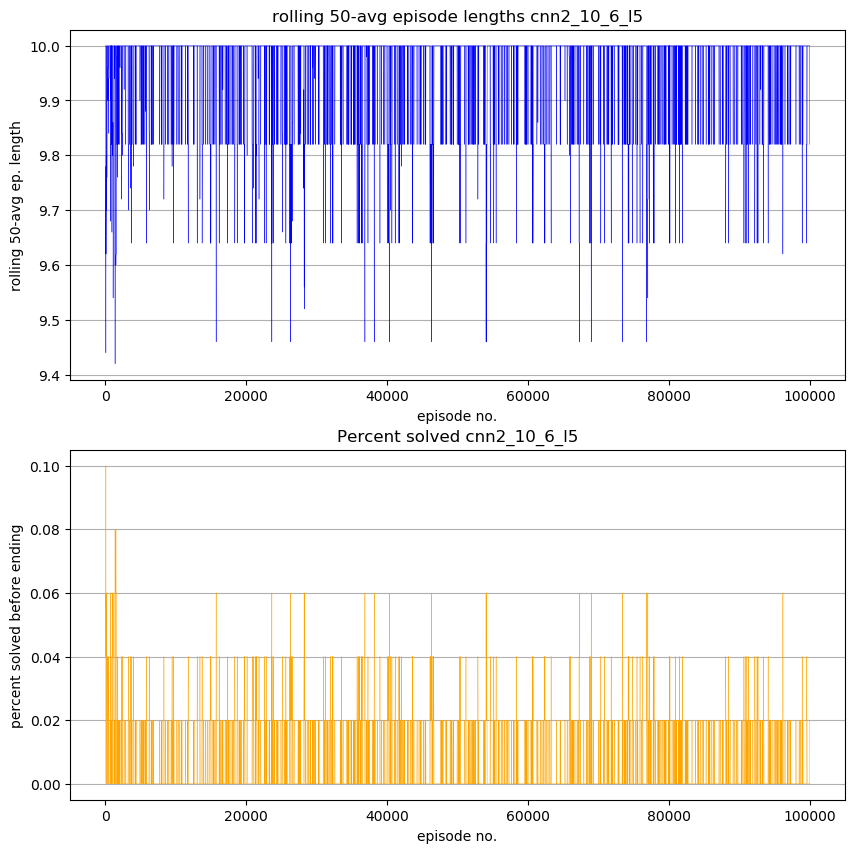 rolling 50-avg episode lengths cnn2_10_6_l5
10.0
9.9
9.8
9.7
9.6
9.5
9.4
rolling 50-avg ep. length
0 20000 40000 60000 80000 100000
episode no.
Percent solved cnn2_10_6_l5
0.10
0.08
0.06
0.04
0.02
0.00
percent solved before ending
0 20000 40000 60000 80000 100000
episode no.